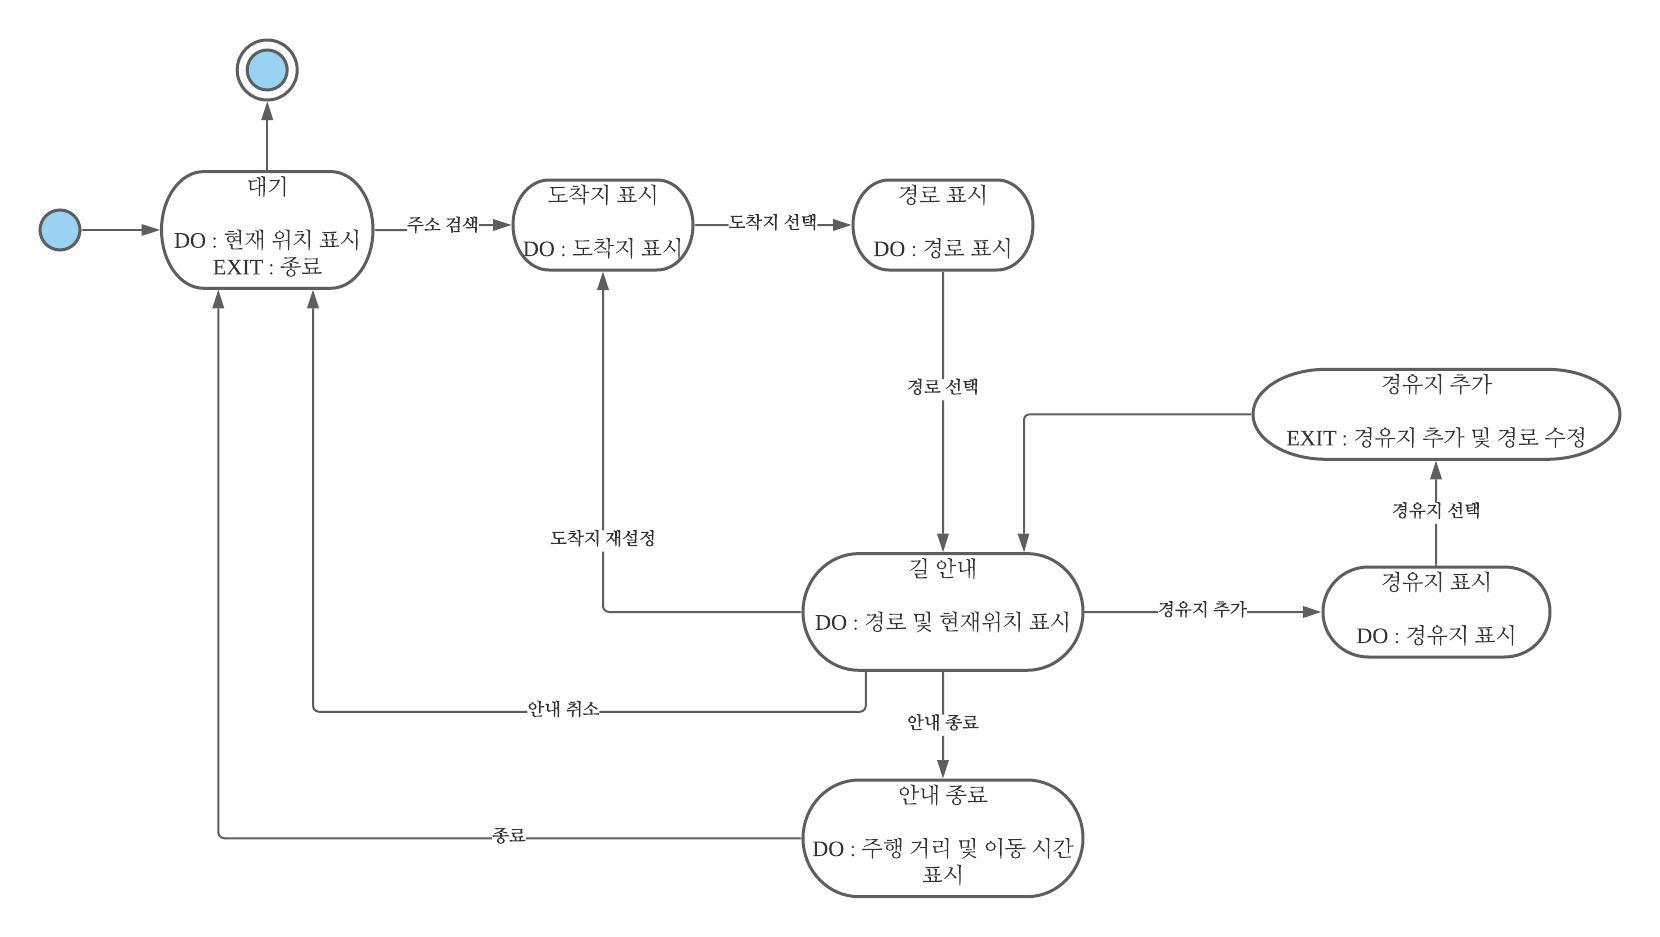 대기
DO : 현재 위치 표시
EXIT : 종료
주소 검색
도착지 표시
DO : 도착지 표시
도착지 선택
경로 표시
DO : 경로 표시
경로 선택
경유지 추가
EXIT : 경유지 추가 및 경로 수정
경유지 선택
도착지 재설정
길 안내
DO : 경로 및 현재위치 표시
경유지 추가
경유지 표시
DO : 경유지 표시
안내 취소
안내 종료
안내 종료
DO : 주행 거리 및 이동 시간
표시
종료